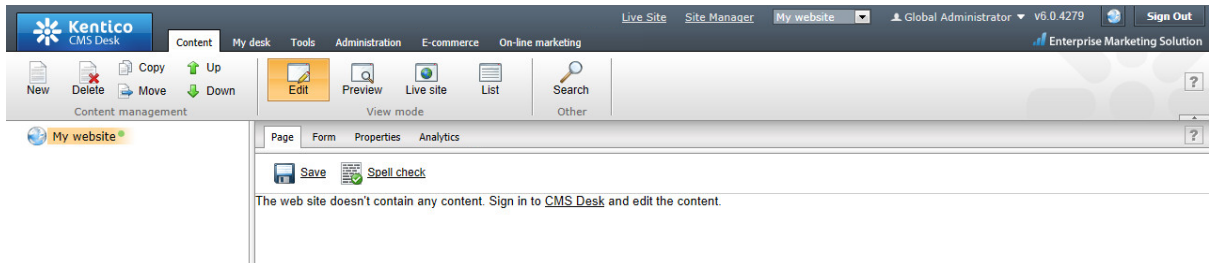 Kentico
CMS Desk
Live Site Site Manager My website Global Administrator v6.0.4279 Sign Out
Content My desk Tools Administration E-commerce On-line marketing
Enterprise Marketing Solution
New Delete Copy Move Up Down
Content management
Edit Preview Live site List
View mode
Search
Other
?
My website
Page Form Properties Analytics
?
Save Spell check
The web site doesn't contain any content. Sign in to CMS Desk and edit the content.